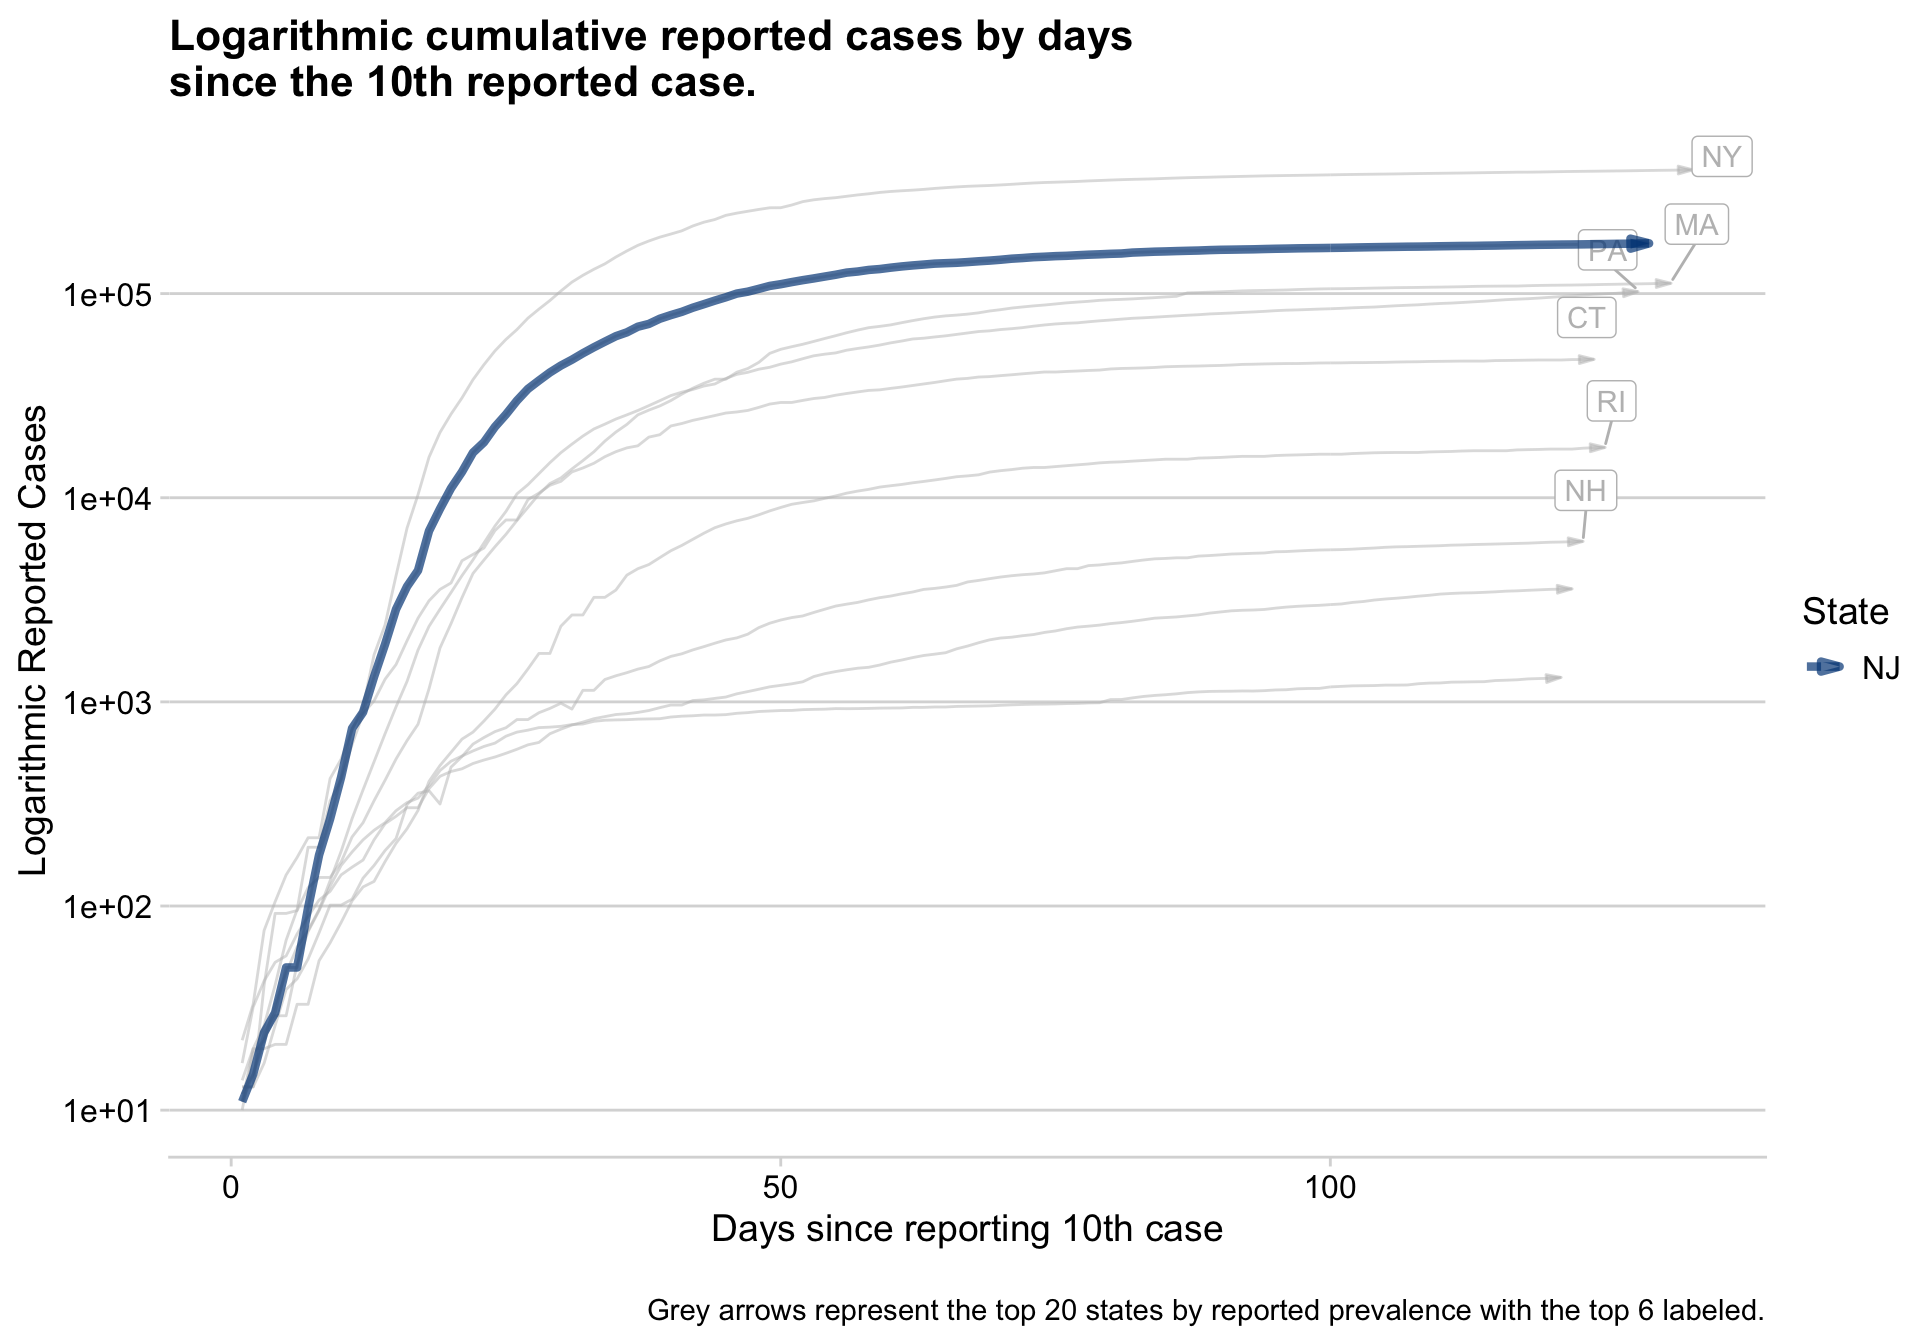 Logarithmic cumulative reported cases by days
since the 10th reported case.
NY
MA
PA
1e+05
CT
RI
1e+04
NH
Logarithmic Reported Cases
State
NJ
1e+03
1e+02
1e+01
0 50 100
Days since reporting 10th case
Grey arrows represent the top 20 states by reported prevalence with the top 6 labeled.